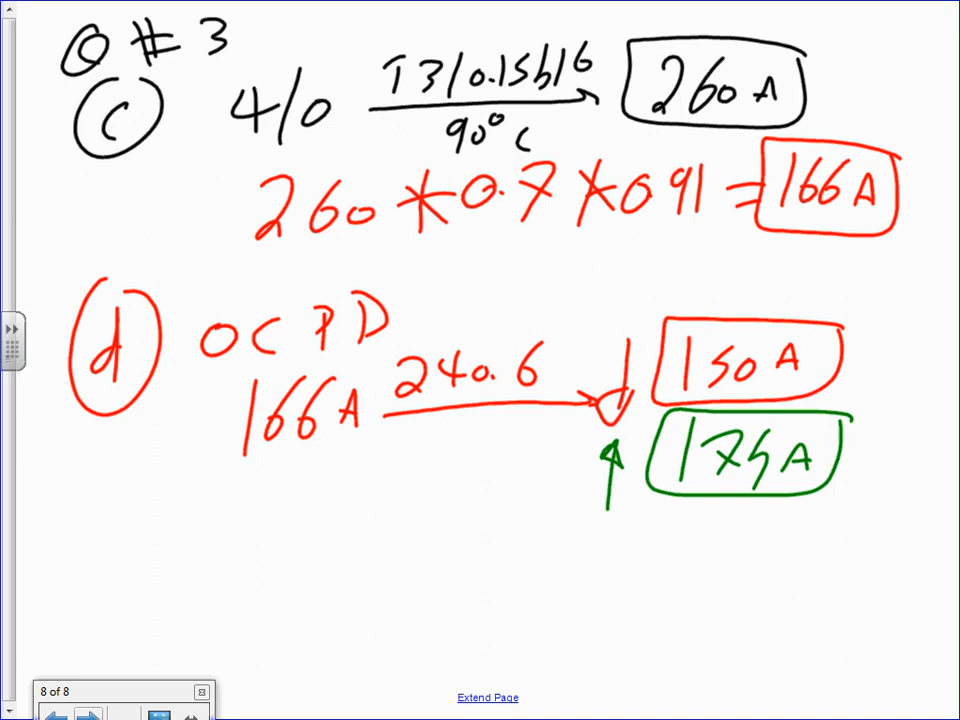 Q # 3
(c) 4/0 T 310.15b16 260 A
90° C
260 * 0.7 * 0.91 = 166 A
(d) OCPD
166 A 240.6 ↓ 150 A
↑ 175 A
8 of 8
Extend Page